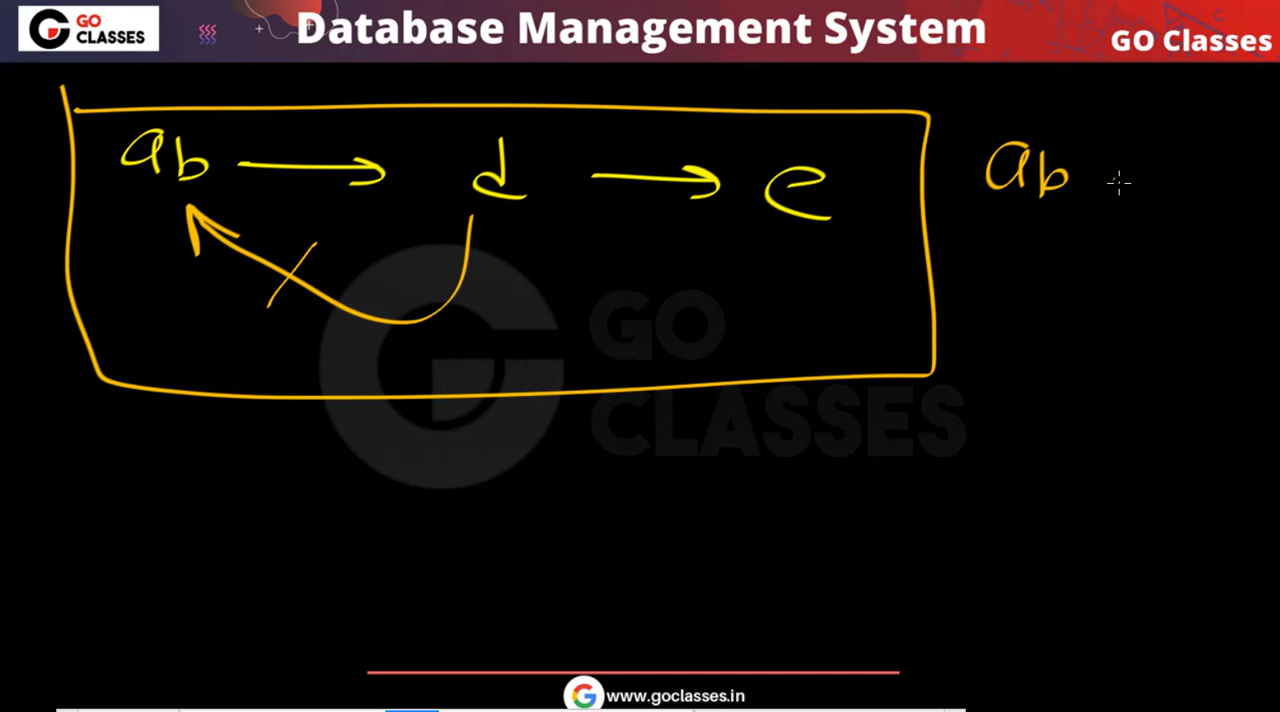 GO CLASSES
Database Management System
GO Classes
ab → d → e
ab
GO CLASSES
www.goclasses.in